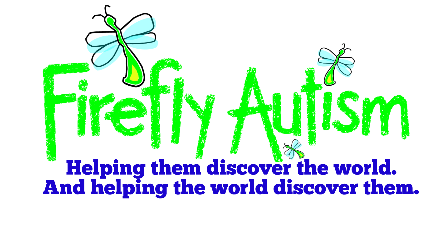 Firefly Autism
Helping them discover the world.
And helping the world discover them.